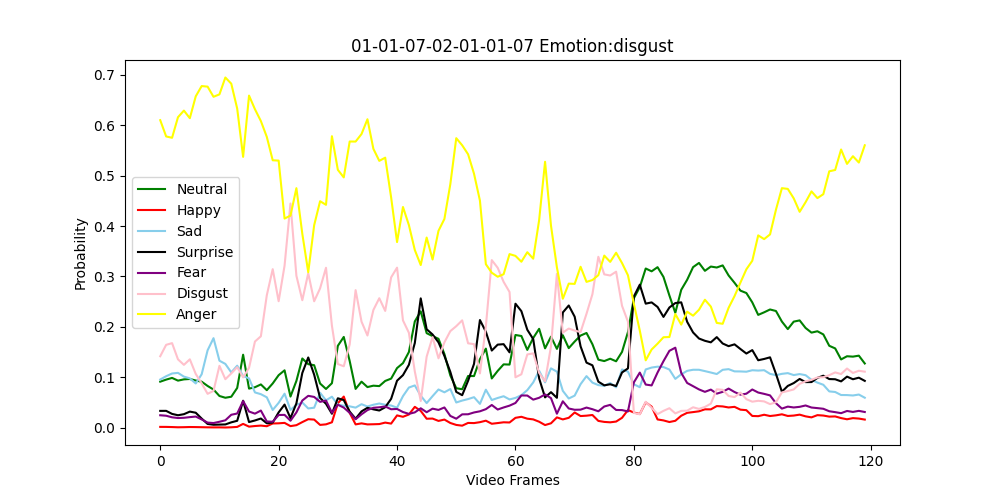 01-01-07-02-01-01-07 Emotion:disgust
Probability
0.7
0.6
0.5
0.4
0.3
0.2
0.1
0.0
Neutral
Happy
Sad
Surprise
Fear
Disgust
Anger
0 20 40 60 80 100 120
Video Frames